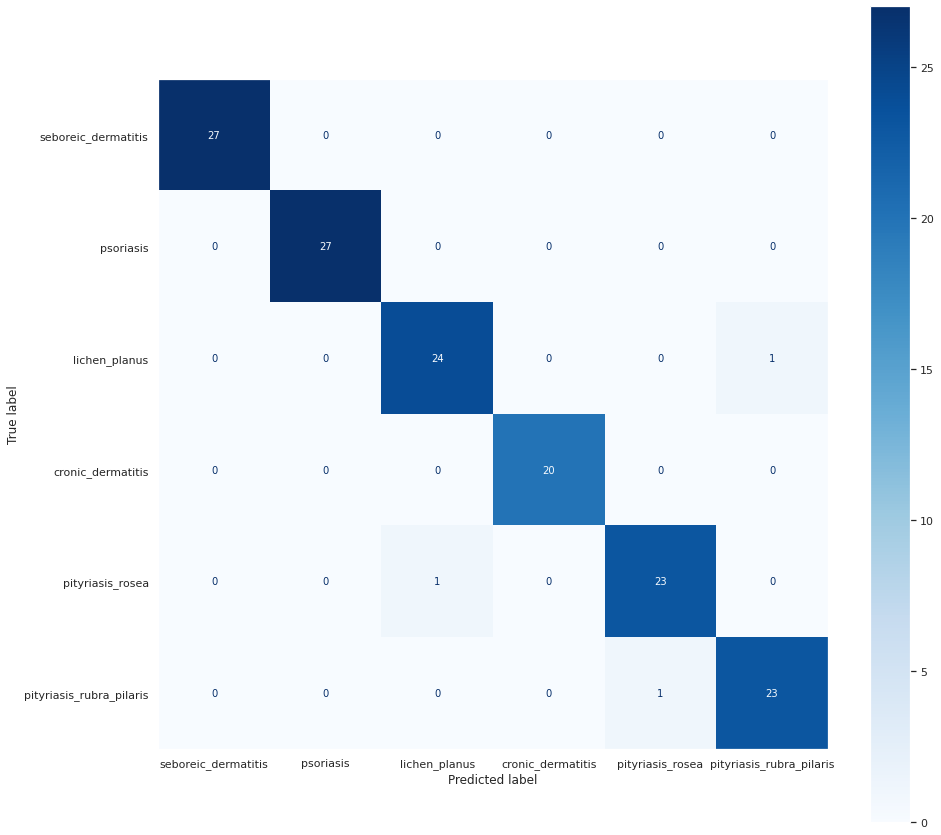 seboreic_dermatitis 27 0 0 0 0 0
psoriasis 0 27 0 0 0 0
lichen_planus 0 0 24 0 0 1
cronic_dermatitis 0 0 0 20 0 0
pityriasis_rosea 0 0 1 0 23 0
pityriasis_rubra_pilaris 0 0 0 0 1 23
True label
seboreic_dermatitis psoriasis lichen_planus cronic_dermatitis pityriasis_rosea pityriasis_rubra_pilaris
Predicted label
25
20
15
10
5
0